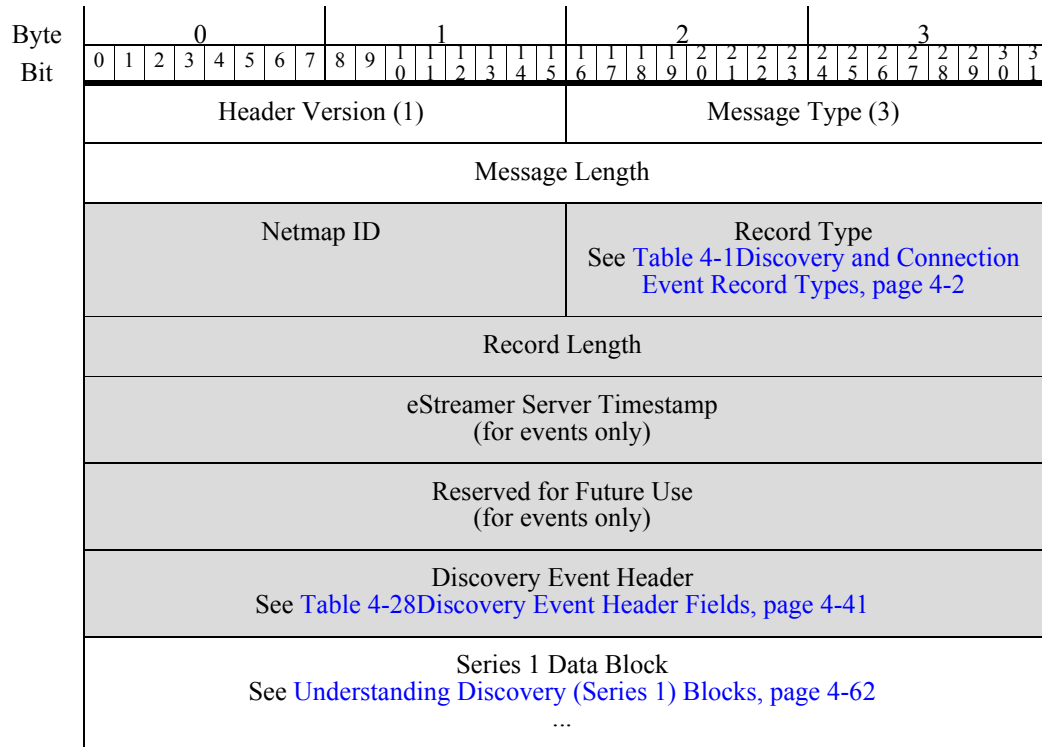 Byte 0 1 2 3
Bit 0 1 2 3 4 5 6 7 8 9 10 11 12 13 14 15 16 17 18 19 20 21 22 23 24 25 26 27 28 29 30 31
Header Version (1) Message Type (3)
Message Length
Netmap ID Record Type
See Table 4-1Discovery and Connection
Event Record Types, page 4-2
Record Length
eStreamer Server Timestamp
(for events only)
Reserved for Future Use
(for events only)
Discovery Event Header
See Table 4-28Discovery Event Header Fields, page 4-41
Series 1 Data Block
See Understanding Discovery (Series 1) Blocks, page 4-62
...